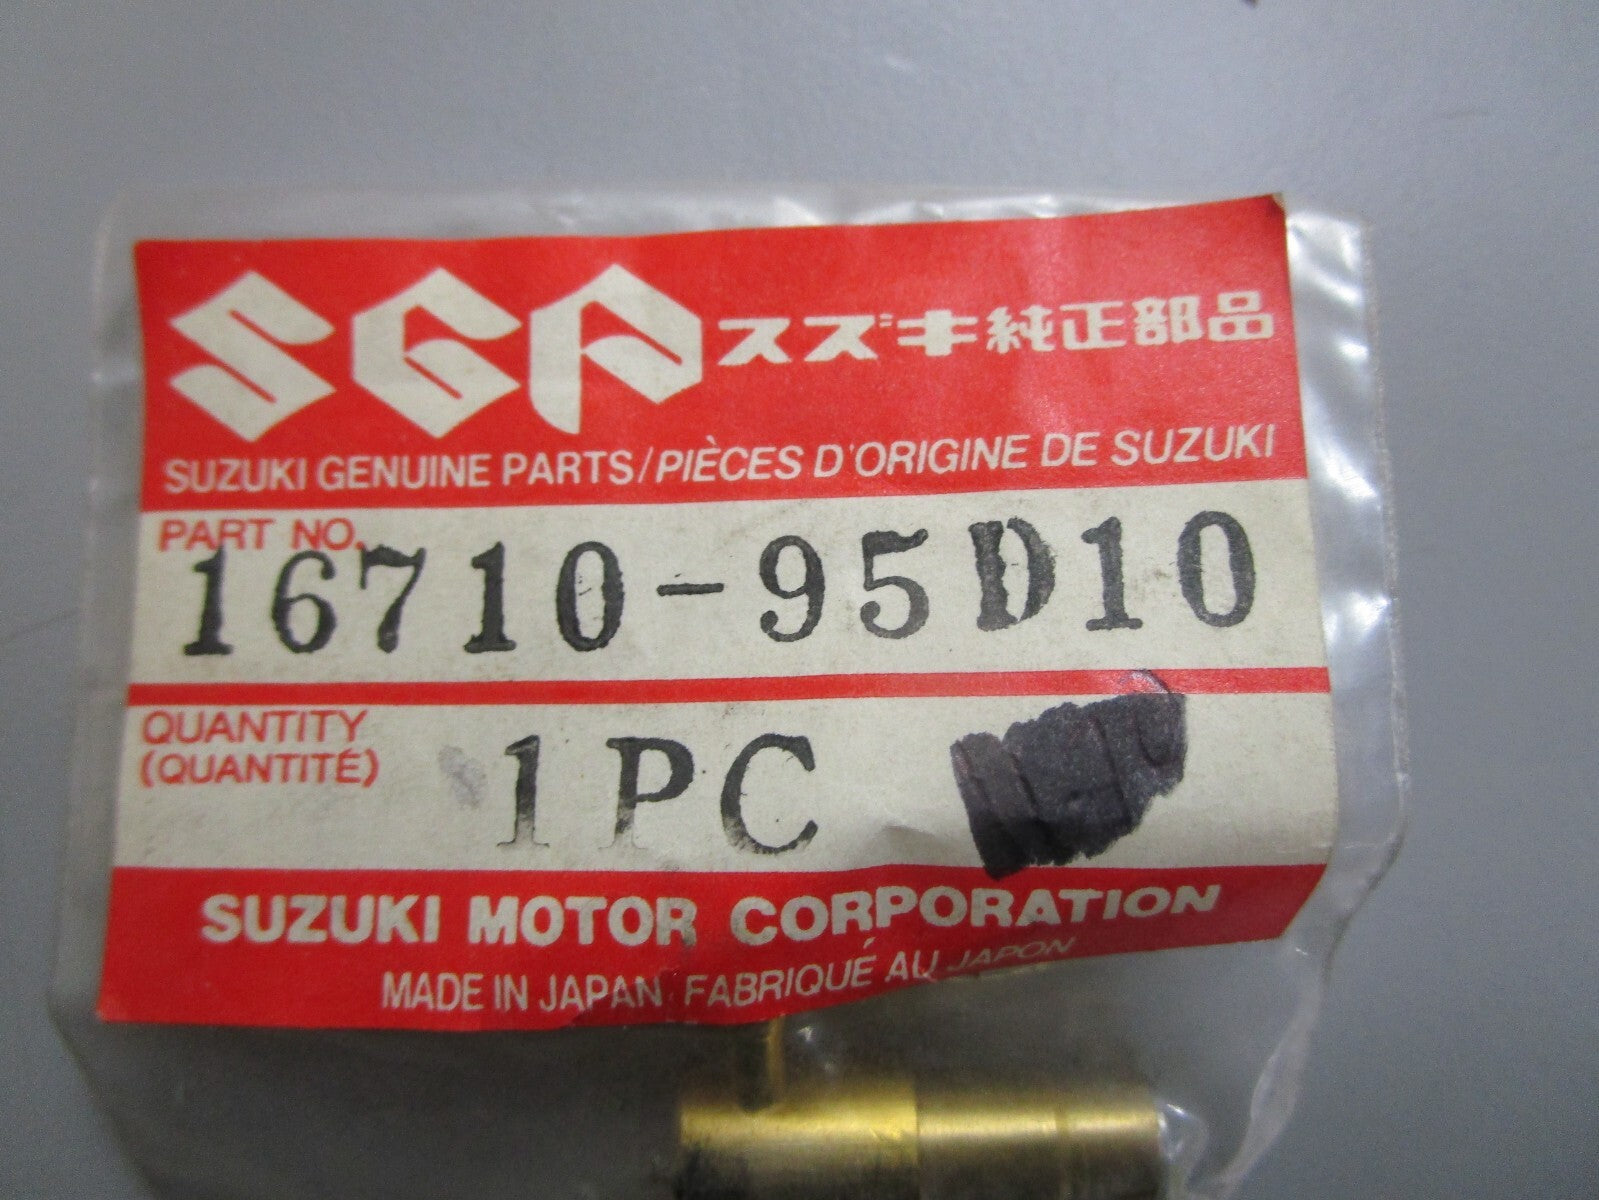 SGP スズキ純正部品
SUZUKI GENUINE PARTS/PIÈCES D'ORIGINE DE SUZUKI
PART NO.
16710-95D10
QUANTITY
(QUANTITÉ)
1PC
SUZUKI MOTOR CORPORATION
MADE IN JAPAN FABRIQUÉ AU JAPON